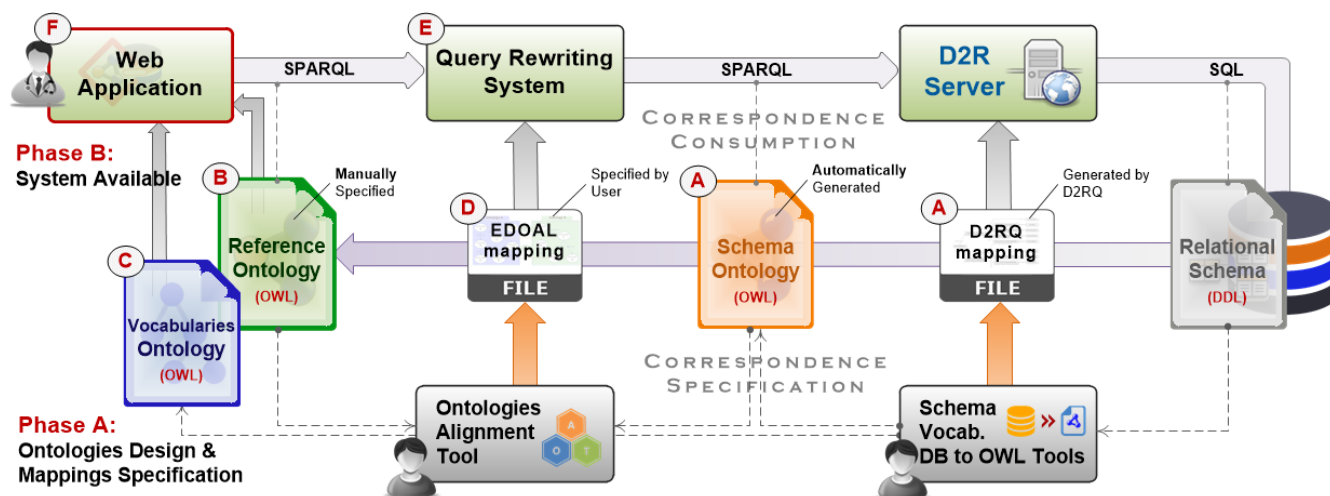 F
Web
Application
SPARQL
E
Query Rewriting
System
SPARQL
D2R
Server
SQL
CORRESPONDENCE
CONSUMPTION
Phase B:
System Available
B
Manually
Specified
Reference
Ontology
(OWL)
C
Vocabularies
Ontology
(OWL)
D
Specified by
User
EDOAL
mapping
FILE
A
Automatically
Generated
Schema
Ontology
(OWL)
A
Generated by
D2RQ
D2RQ
mapping
FILE
Relational
Schema
(DDL)
CORRESPONDENCE
SPECIFICATION
Phase A:
Ontologies Design &
Mappings Specification
Ontologies
Alignment
Tool
A
O
T
Schema
Vocab.
DB to OWL Tools
»